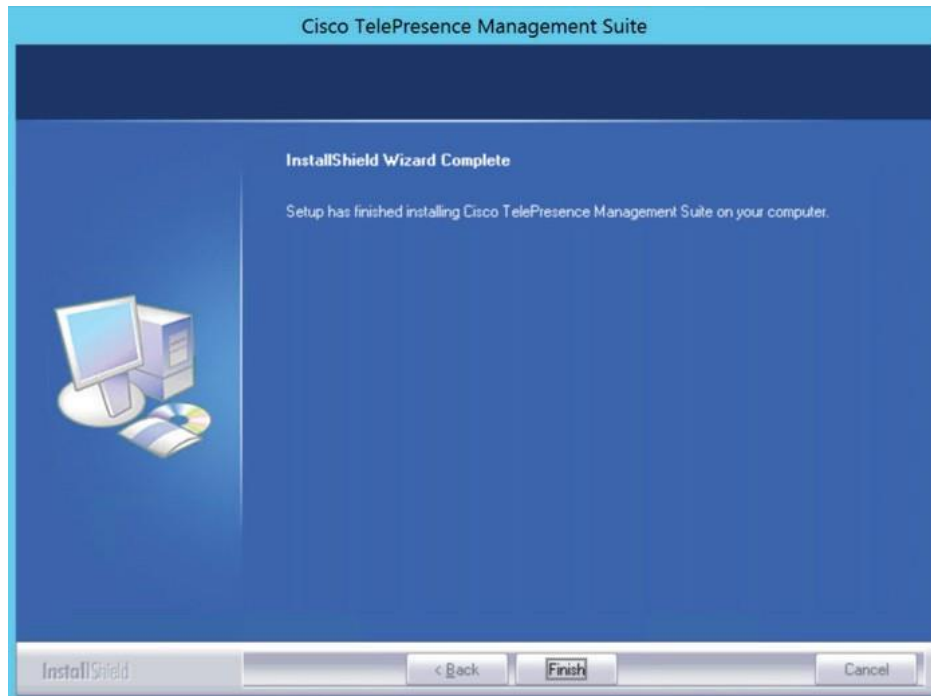 Cisco TelePresence Management Suite
InstallShield Wizard Complete
Setup has finished installing Cisco TelePresence Management Suite on your computer.
InstallShield
< Back
Finish
Cancel